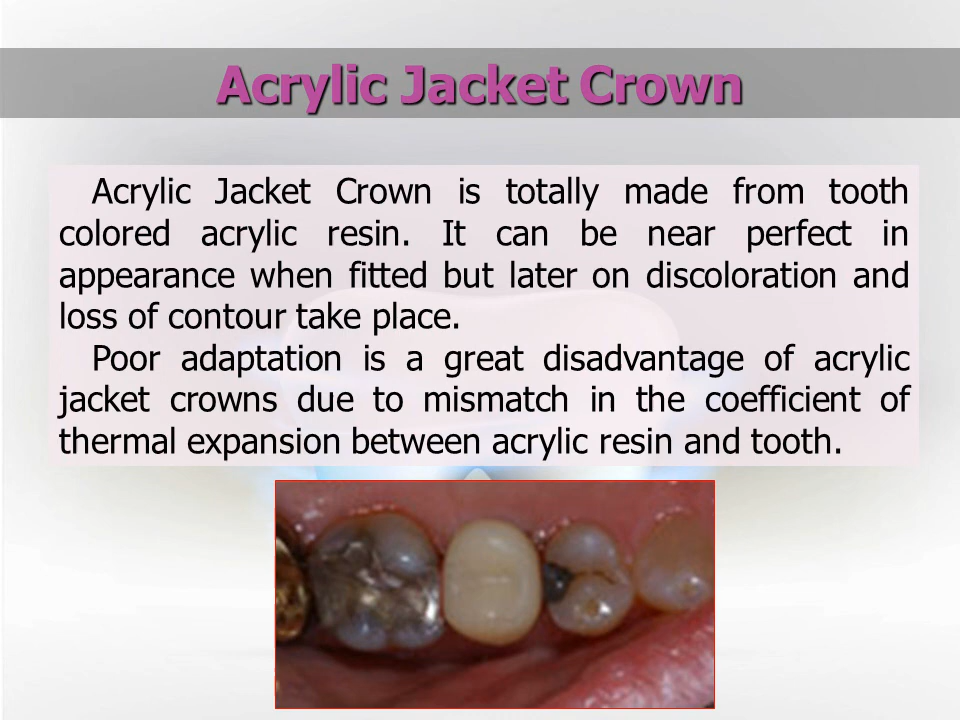 Acrylic Jacket Crown
Acrylic Jacket Crown is totally made from tooth
colored acrylic resin. It can be near perfect in
appearance when fitted but later on discoloration and
loss of contour take place.
Poor adaptation is a great disadvantage of acrylic
jacket crowns due to mismatch in the coefficient of
thermal expansion between acrylic resin and tooth.